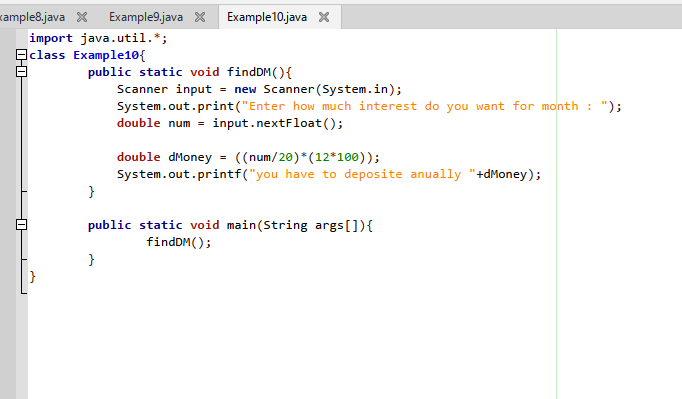 xample8.java Example9.java Example10.java
import java.util.*;
class Example10{
public static void findDM(){
Scanner input = new Scanner(System.in);
System.out.print("Enter how much interest do you want for month : ");
double num = input.nextFloat();
double dMoney = ((num/20)*(12*100));
System.out.printf("you have to deposite anually "+dMoney);
}
public static void main(String args[]){
findDM();
}
}